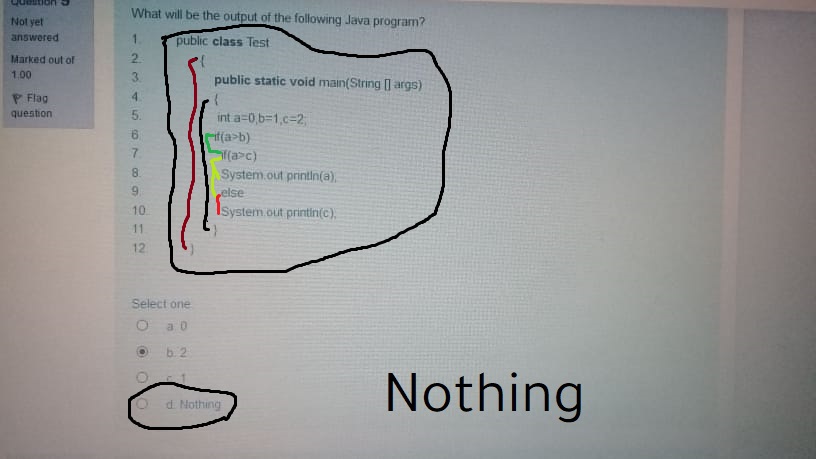 Question 5
Not yet
answered
Marked out of
1.00
Flag
question
What will be the output of the following Java program?
1. public class Test
2. {
3. public static void main(String [] args)
4. {
5. int a=0,b=1,c=2;
6. if(a>b)
7. if(a>c)
8. System.out.println(a);
9. else
10. System.out.println(c);
11. }
12. }
Select one:
a. 0
b. 2
c. 1
d. Nothing
Nothing